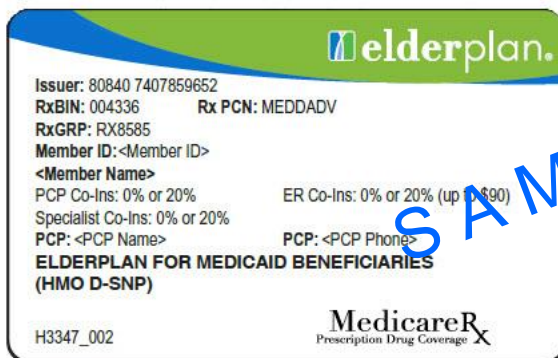 elderplan.
Issuer: 80840 7407859652
RxBIN: 004336 Rx PCN: MEDDADV
RxGRP: RX8585
Member ID:<Member ID>
<Member Name>
PCP Co-Ins: 0% or 20% ER Co-Ins: 0% or 20% (up to $90)
Specialist Co-Ins: 0% or 20%
PCP: <PCP Name> PCP: <PCP Phone>
ELDERPLAN FOR MEDICAID BENEFICIARIES
(HMO D-SNP)
H3347_002 MedicareRx
Prescription Drug Coverage
SAM